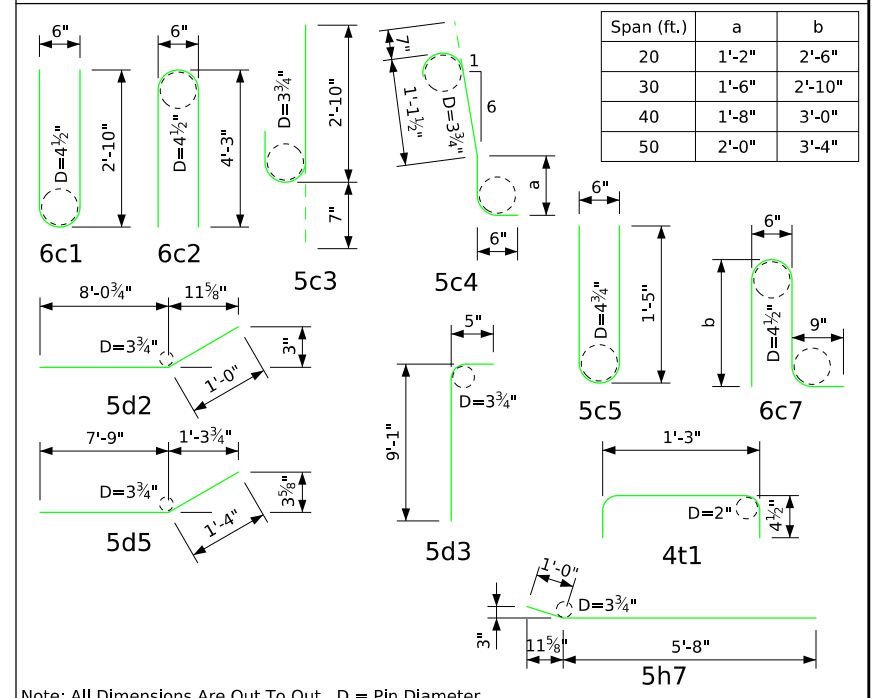 Span (ft.) a b
20 1'-2" 2'-6"
30 1'-6" 2'-10"
40 1'-8" 3'-0"
50 2'-0" 3'-4"
6"
D=4½"
2'-10"
6c1
6"
D=4½"
4'-3"
6c2
D=3¾"
2'-10"
7"
5c3
7"
1'-1½"
D=3¾"
1
6
a
6"
5c4
6"
D=4¾"
1'-5"
5c5
6"
b
D=4½"
9"
6c7
8'-0¾"
11⅝"
D=3¾"
3"
1'-0"
5d2
7'-9"
1'-3¾"
D=3¾"
3⅝"
1'-4"
5d5
5"
D=3¾"
9'-1"
5d3
1'-3"
D=2"
4½"
4t1
1'-0"
D=3¾"
3"
11⅝"
5'-8"
5h7
Note: All Dimensions Are Out To Out. D = Pin Diameter.